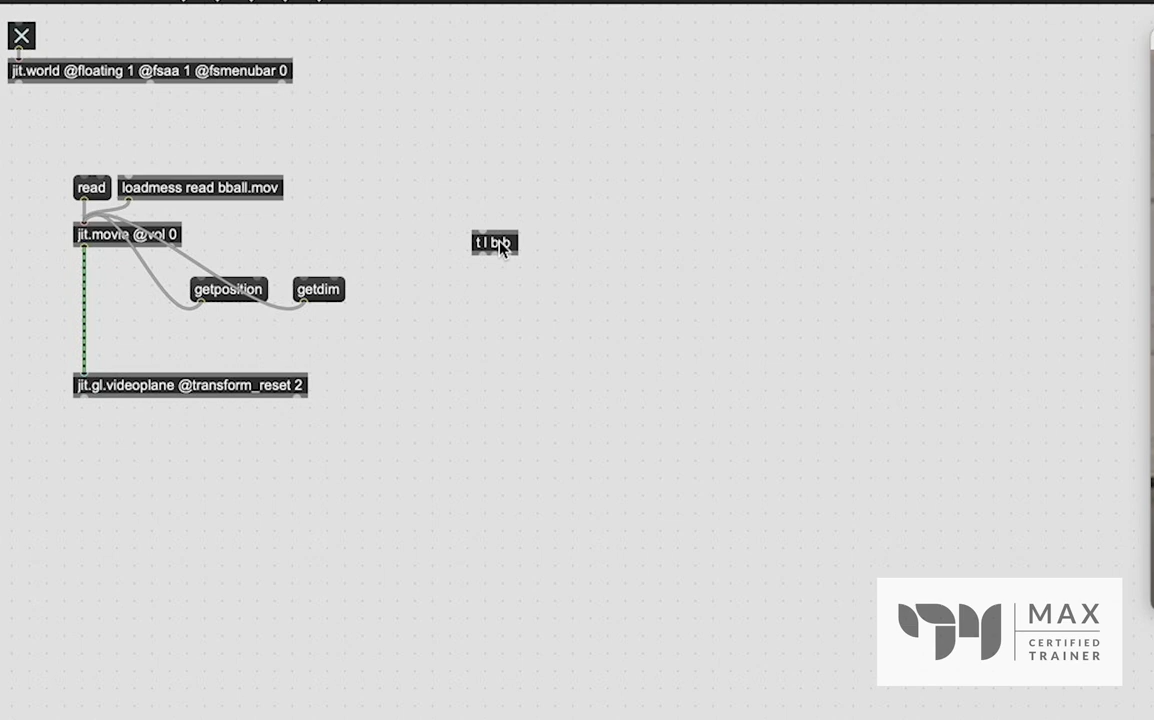 jit.world @floating 1 @fsaa 1 @fsmenubar 0
read
loadmess read bball.mov
jit.movie @vol 0
t l b b
getposition
getdim
jit.gl.videoplane @transform_reset 2
MAX
CERTIFIED
TRAINER